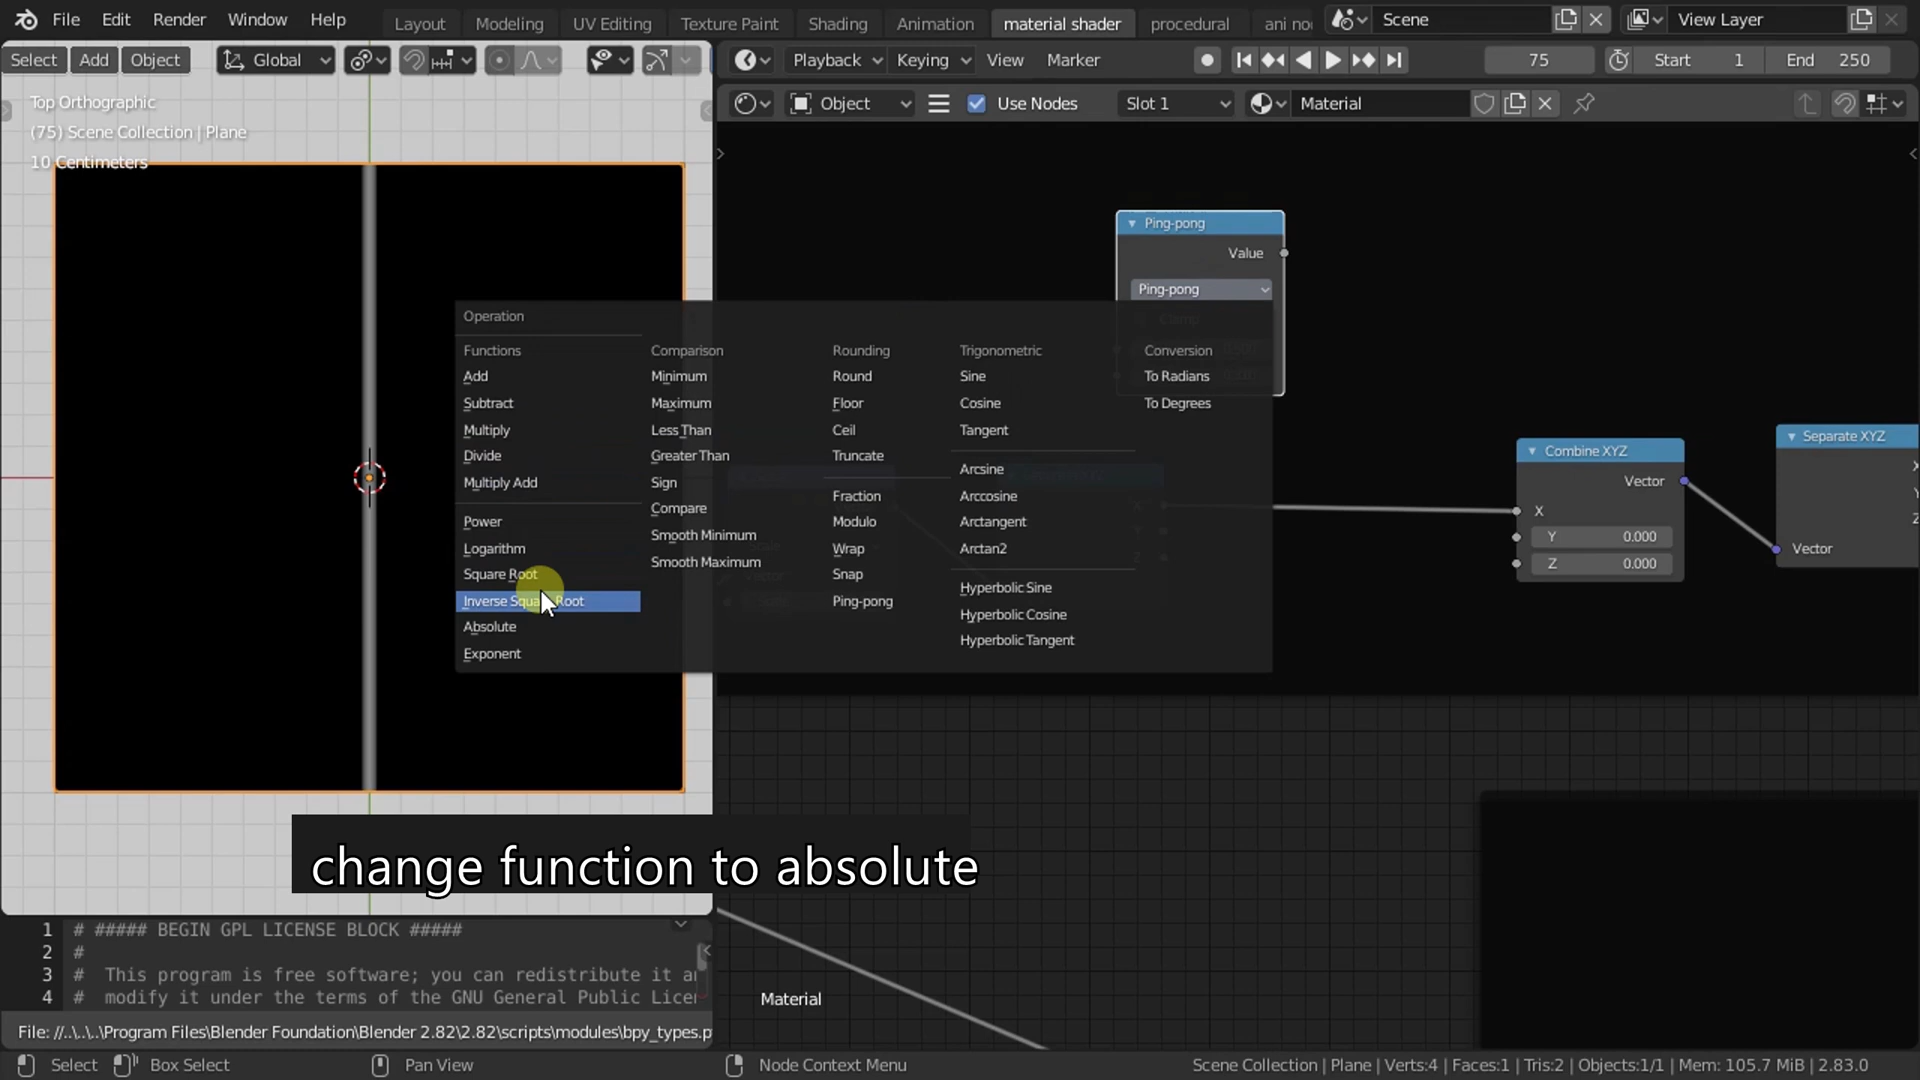 File Edit Render Window Help Layout Modeling UV Editing Texture Paint Shading Animation material shader procedural ani no Scene View Layer
Select Add Object Global
Playback Keying View Marker 75 Start 1 End 250
Object Use Nodes Slot 1 Material
Top Orthographic
(75) Scene Collection | Plane
10 Centimeters
Ping-pong
Value
Ping-pong
Clamp
Operation
Functions Comparison Rounding Trigonometric Conversion
Add Minimum Round Sine To Radians
Subtract Maximum Floor Cosine To Degrees
Multiply Less Than Ceil Tangent
Divide Greater Than Truncate
Arcsine
Multiply Add Sign
Fraction Arccosine
Compare
Power Modulo Arctangent
Smooth Minimum
Logarithm Wrap Arctan2
Smooth Maximum
Square Root Snap
Hyperbolic Sine
Inverse Square Root Ping-pong
Hyperbolic Cosine
Absolute
Hyperbolic Tangent
Exponent
Combine XYZ
Vector
X
Y 0.000
Z 0.000
Separate XYZ
X
Y
Z
Vector
change function to absolute
1 # ##### BEGIN GPL LICENSE BLOCK #####
2 #
3 # This program is free software; you can redistribute it a
4 # modify it under the terms of the GNU General Public Lice
File: //..\..\..\Program Files\Blender Foundation\Blender 2.82\2.82\scripts\modules\bpy_types.p
Material
Select Box Select Pan View Node Context Menu Scene Collection | Plane | Verts:4 | Faces:1 | Tris:2 | Objects:1/1 | Mem: 105.7 MiB | 2.83.0